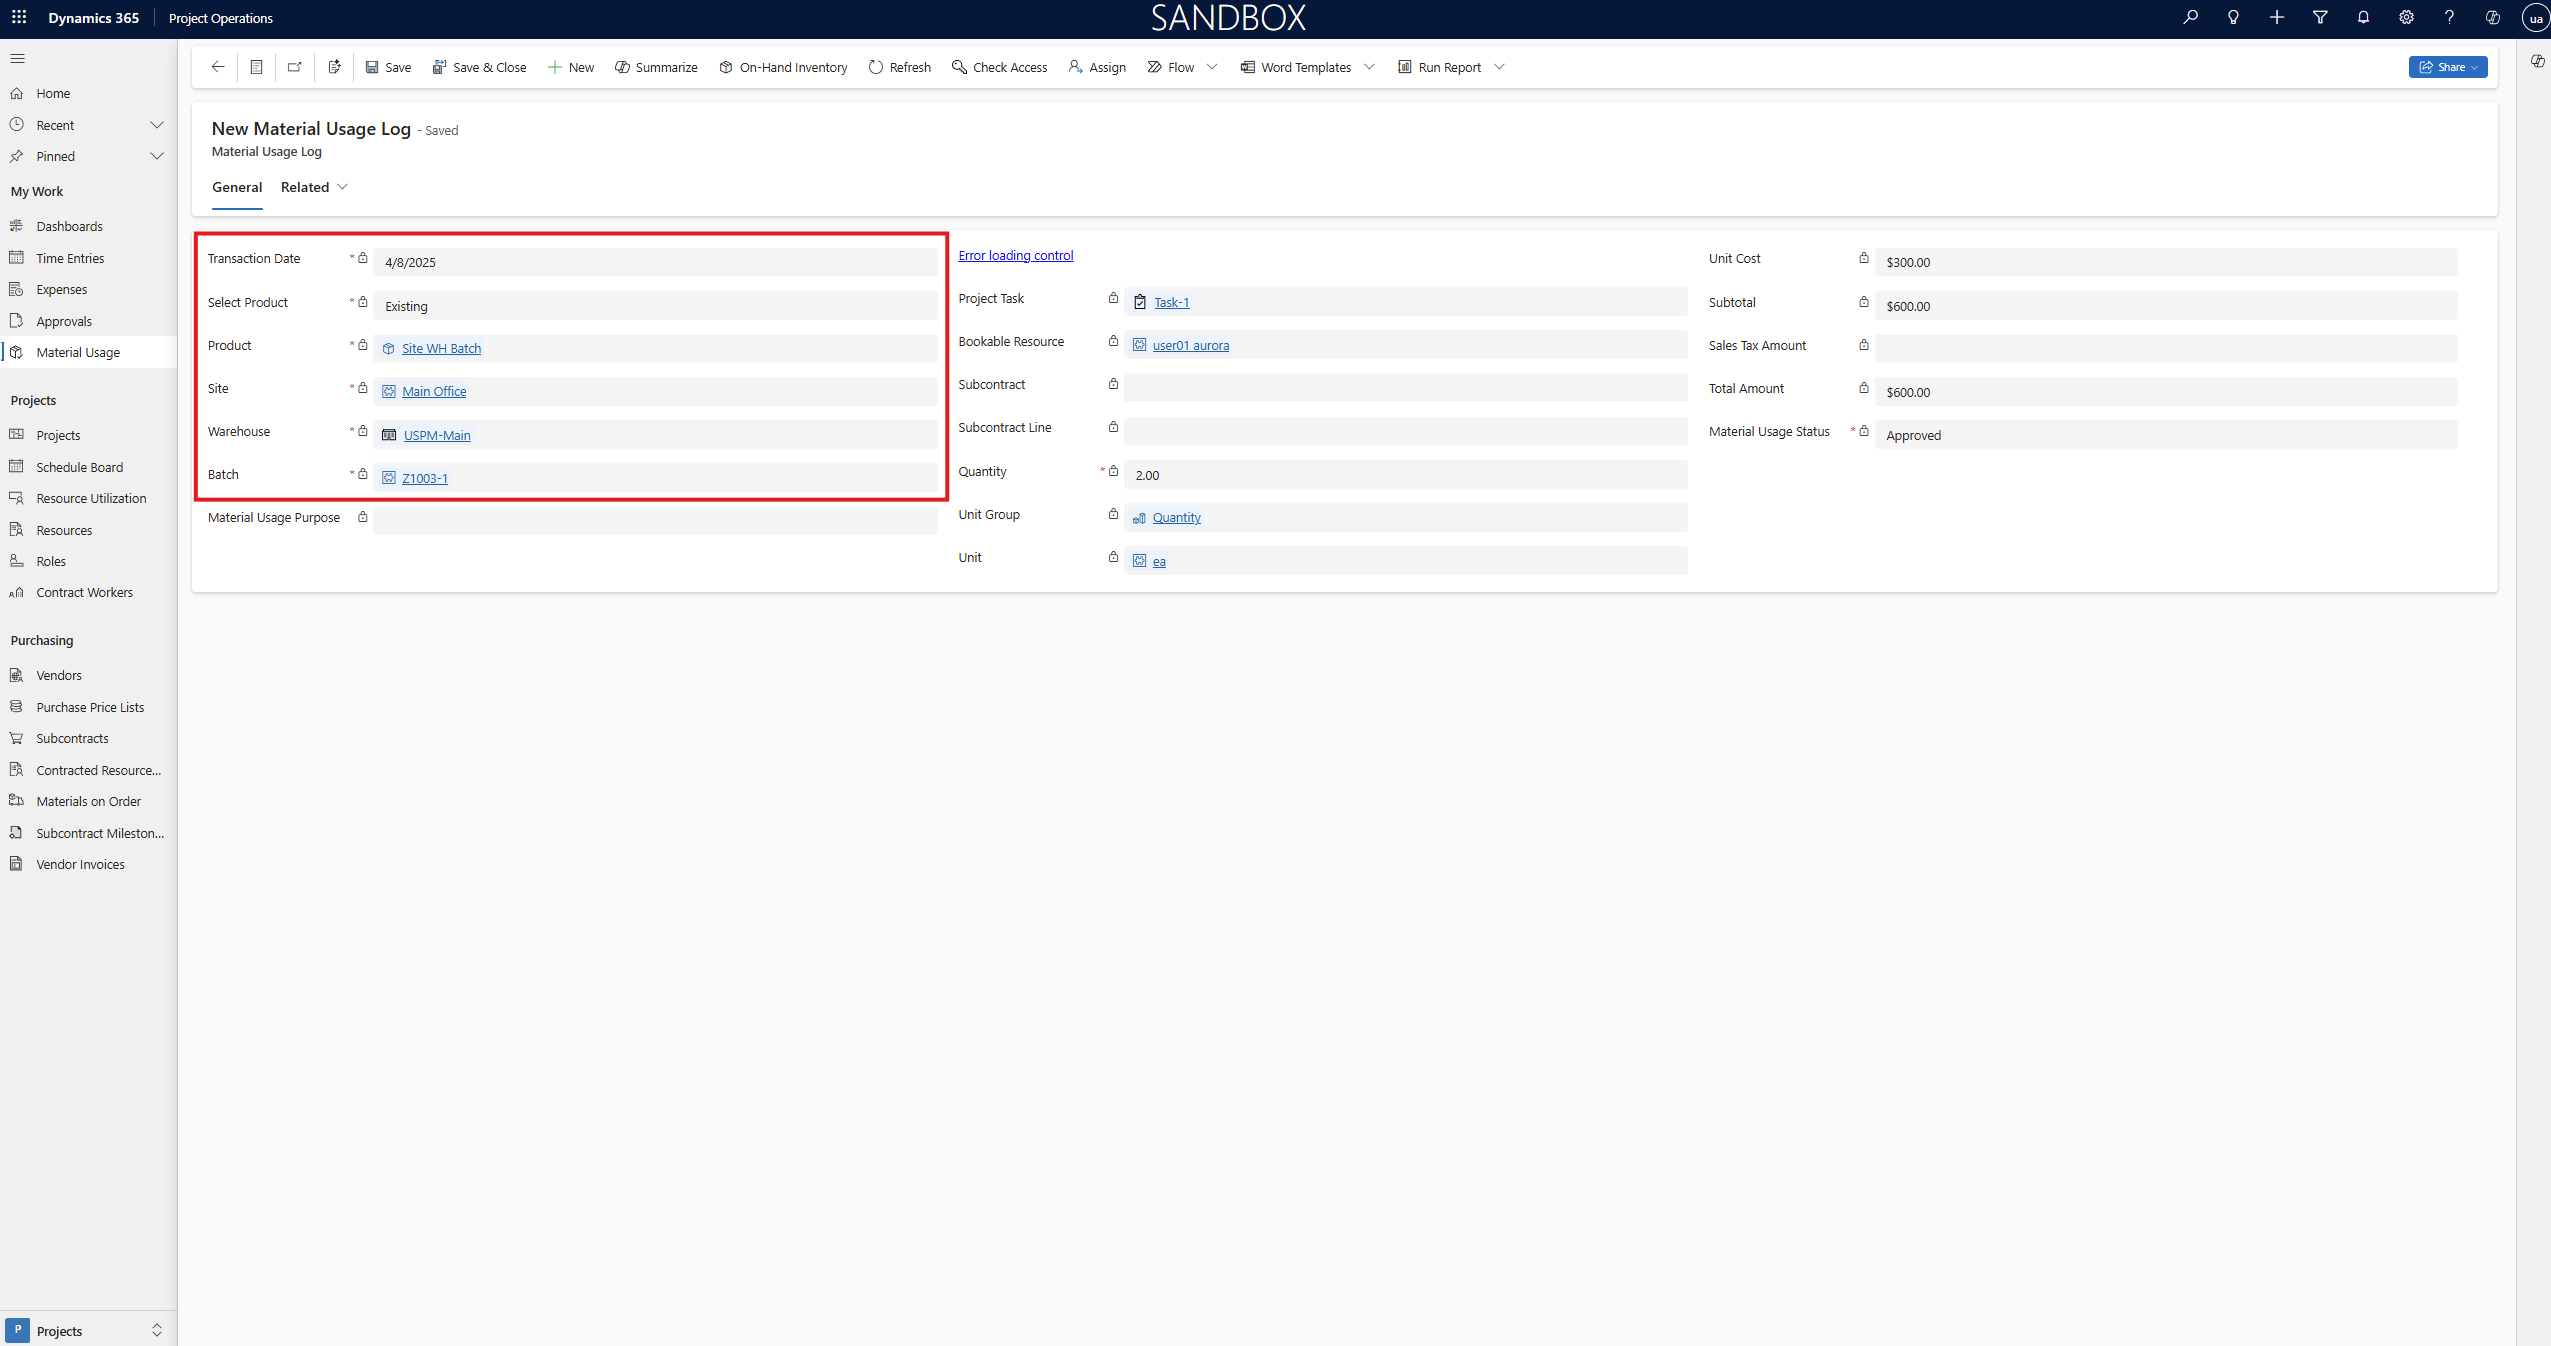 Dynamics 365
Project Operations
SANDBOX
ua
Home
Recent
Pinned
My Work
Dashboards
Time Entries
Expenses
Approvals
Material Usage
Projects
Projects
Schedule Board
Resource Utilization
Resources
Roles
Contract Workers
Purchasing
Vendors
Purchase Price Lists
Subcontracts
Contracted Resource...
Materials on Order
Subcontract Mileston...
Vendor Invoices
P Projects
Save
Save & Close
New
Summarize
On-Hand Inventory
Refresh
Check Access
Assign
Flow
Word Templates
Run Report
Share
New Material Usage Log - Saved
Material Usage Log
General
Related
Transaction Date * 4/8/2025
Select Product * Existing
Product * Site WH Batch
Site * Main Office
Warehouse * USPM-Main
Batch * Z1003-1
Material Usage Purpose
Error loading control
Project Task Task-1
Bookable Resource user01 aurora
Subcontract
Subcontract Line
Quantity * 2.00
Unit Group Quantity
Unit ea
Unit Cost $300.00
Subtotal $600.00
Sales Tax Amount
Total Amount $600.00
Material Usage Status * Approved